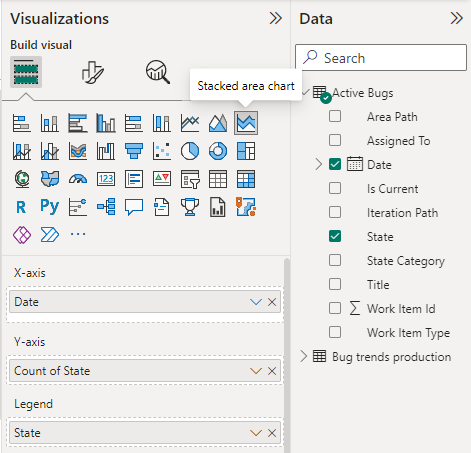 Visualizations
Build visual
Stacked area chart
123
R
Py
X-axis
Date
Y-axis
Count of State
Legend
State
Data
Search
Active Bugs
Area Path
Assigned To
Date
Is Current
Iteration Path
State
State Category
Title
Work Item Id
Work Item Type
Bug trends production